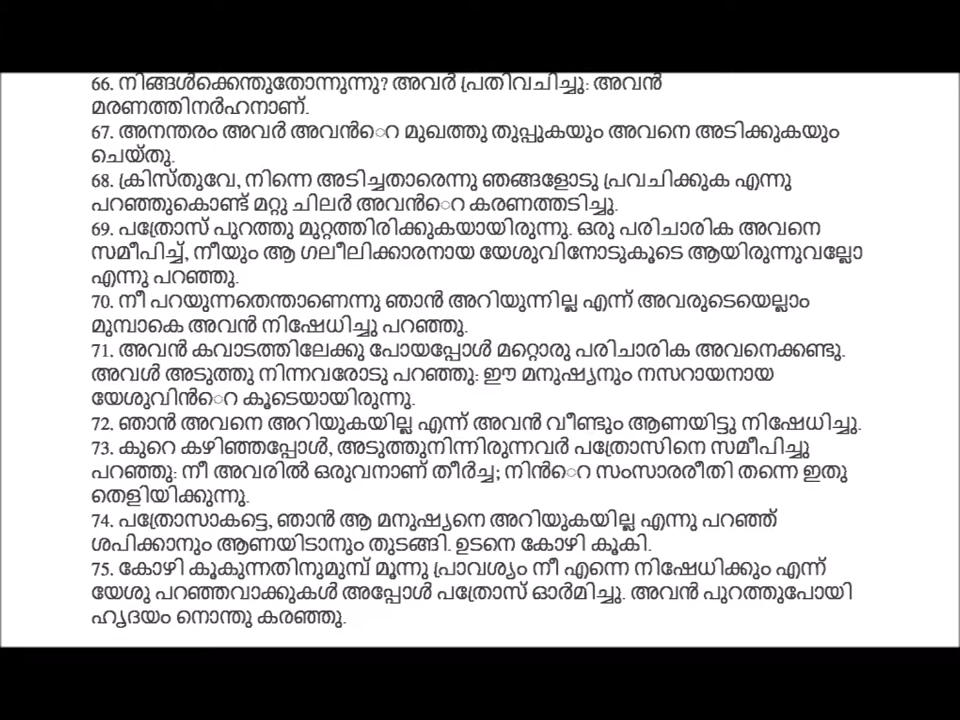 66. നിങ്ങൾക്കെന്തുതോന്നുന്നു? അവർ പ്രതിവചിച്ചു: അവൻ
മരണത്തിനർഹനാണ്.
67. അനന്തരം അവർ അവൻെറ മുഖത്തു തുപ്പുകയും അവനെ അടിക്കുകയും
ചെയ്തു.
68. ക്രിസ്തുവേ, നിന്നെ അടിച്ചതാരെന്നു ഞങ്ങളോടു പ്രവചിക്കുക എന്നു
പറഞ്ഞുകൊണ്ട് മറ്റു ചിലർ അവൻെറ കരണത്തടിച്ചു.
69. പത്രോസ് പുറത്തു മുറ്റത്തിരിക്കുകയായിരുന്നു. ഒരു പരിചാരിക അവനെ
സമീപിച്ച്, നീയും ആ ഗലീലിക്കാരനായ യേശുവിനോടുകൂടെ ആയിരുന്നുവല്ലോ
എന്നു പറഞ്ഞു.
70. നീ പറയുന്നതെന്താണെന്നു ഞാൻ അറിയുന്നില്ല എന്ന് അവരുടെയെല്ലാം
മുമ്പാകെ അവൻ നിഷേധിച്ചു പറഞ്ഞു.
71. അവൻ കവാടത്തിലേക്കു പോയപ്പോൾ മറ്റൊരു പരിചാരിക അവനെക്കണ്ടു.
അവൾ അടുത്തു നിന്നവരോടു പറഞ്ഞു: ഈ മനുഷ്യനും നസറായനായ
യേശുവിൻെറ കൂടെയായിരുന്നു.
72. ഞാൻ അവനെ അറിയുകയില്ല എന്ന് അവൻ വീണ്ടും ആണയിട്ടു നിഷേധിച്ചു.
73. കുറെ കഴിഞ്ഞപ്പോൾ, അടുത്തുനിന്നിരുന്നവർ പത്രോസിനെ സമീപിച്ചു
പറഞ്ഞു: നീ അവരിൽ ഒരുവനാണ് തീർച്ച; നിൻെറ സംസാരരീതി തന്നെ ഇതു
തെളിയിക്കുന്നു.
74. പത്രോസാകട്ടെ, ഞാൻ ആ മനുഷ്യനെ അറിയുകയില്ല എന്നു പറഞ്ഞ്
ശപിക്കാനും ആണയിടാനും തുടങ്ങി. ഉടനെ കോഴി കൂകി.
75. കോഴി കൂകുന്നതിനുമുമ്പ് മൂന്നു പ്രാവശ്യം നീ എന്നെ നിഷേധിക്കും എന്ന്
യേശു പറഞ്ഞവാക്കുകൾ അപ്പോൾ പത്രോസ് ഓർമിച്ചു. അവൻ പുറത്തുപോയി
ഹൃദയം നൊന്തു കരഞ്ഞു.